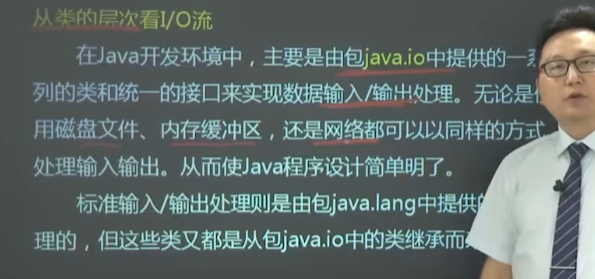 从类的层次看I/O流
在Java开发环境中，主要是由包java.io中提供的一系
列的类和统一的接口来实现数据输入/输出处理。无论是
用磁盘文件、内存缓冲区，还是网络都可以以同样的方式
处理输入输出。从而使Java程序设计简单明了。
标准输入/输出处理则是由包java.lang中提供的
理的，但这些类又都是从包java.io中的类继承而